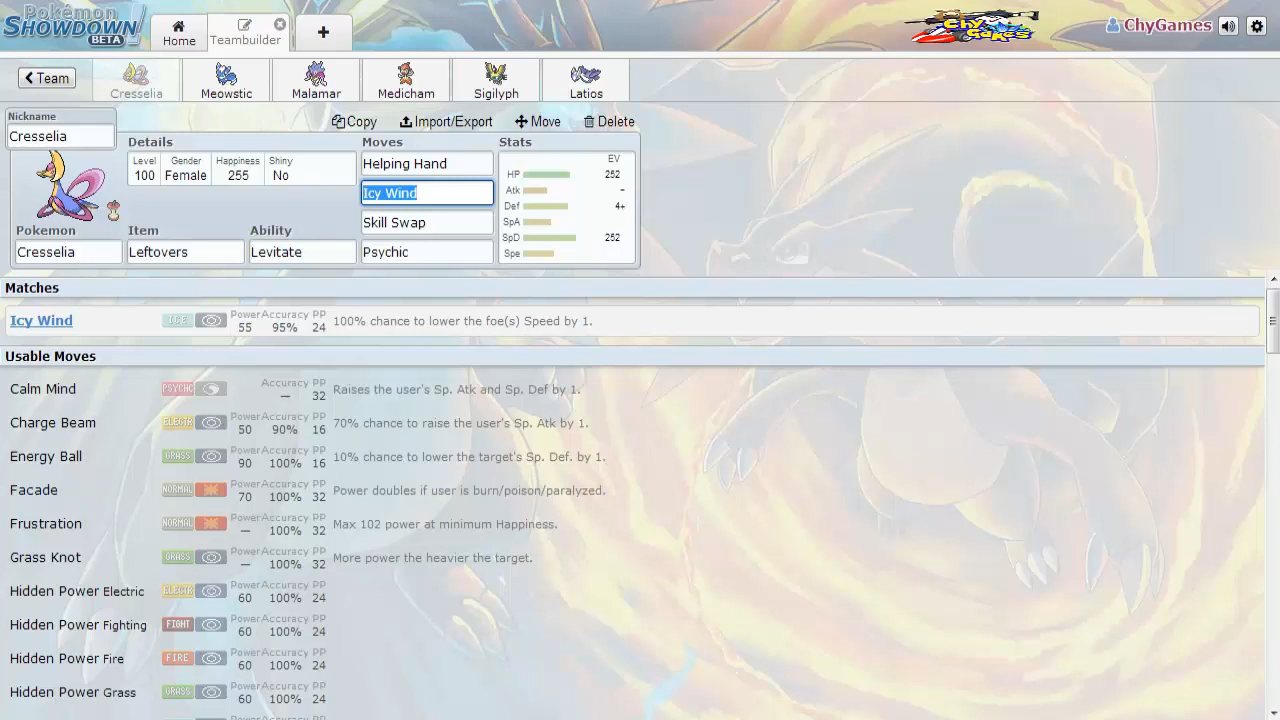 Pokémon
SHOWDOWN!
BETA
Home
Teambuilder
+
Chy
Games
ChyGames
Team
Cresselia
Meowstic
Malamar
Medicham
Sigilyph
Latios
Nickname
Cresselia
Copy
Import/Export
Move
Delete
Details
Moves
Stats
Level
Gender
Happiness
Shiny
100
Female
255
No
Helping Hand
Icy Wind
Skill Swap
Psychic
EV
HP 252
Atk -
Def 4+
SpA
SpD 252
Spe
Pokemon
Item
Ability
Cresselia
Leftovers
Levitate
Matches
Icy Wind ICE Power 55 Accuracy 95% PP 24 100% chance to lower the foe(s) Speed by 1.
Usable Moves
Calm Mind PSYCHC Accuracy — PP 32 Raises the user's Sp. Atk and Sp. Def by 1.
Charge Beam ELECTR Power 50 Accuracy 90% PP 16 70% chance to raise the user's Sp. Atk by 1.
Energy Ball GRASS Power 90 Accuracy 100% PP 16 10% chance to lower the target's Sp. Def. by 1.
Facade NORMAL Power 70 Accuracy 100% PP 32 Power doubles if user is burn/poison/paralyzed.
Frustration NORMAL Power — Accuracy 100% PP 32 Max 102 power at minimum Happiness.
Grass Knot GRASS Power — Accuracy 100% PP 32 More power the heavier the target.
Hidden Power Electric ELECTR Power 60 Accuracy 100% PP 24
Hidden Power Fighting FIGHT Power 60 Accuracy 100% PP 24
Hidden Power Fire FIRE Power 60 Accuracy 100% PP 24
Hidden Power Grass GRASS Power 60 Accuracy 100% PP 24